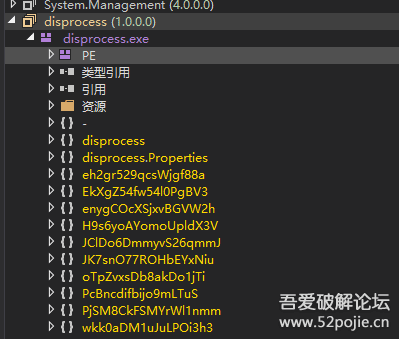 System.Management (4.0.0.0)
disprocess (1.0.0.0)
disprocess.exe
PE
类型引用
引用
资源
{ } -
{ } disprocess
{ } disprocess.Properties
{ } eh2gr529qcsWjgf88a
{ } EkXgZ54fw54l0PgBV3
{ } enygCOcXSjxvBGVW2h
{ } H9s6yoAYomoUpldX3V
{ } JClDo6DmmyvS26qmmJ
{ } JK7snO77ROHbEYxNiu
{ } oTpZvxsDb8akDo1jTi
{ } PcBncdifbijo9mLTuS
{ } PjSM8CkFSMYrWl1nmm
{ } wkk0aDM1uJuLPOi3h3
吾爱破解论坛
www.52pojie.cn